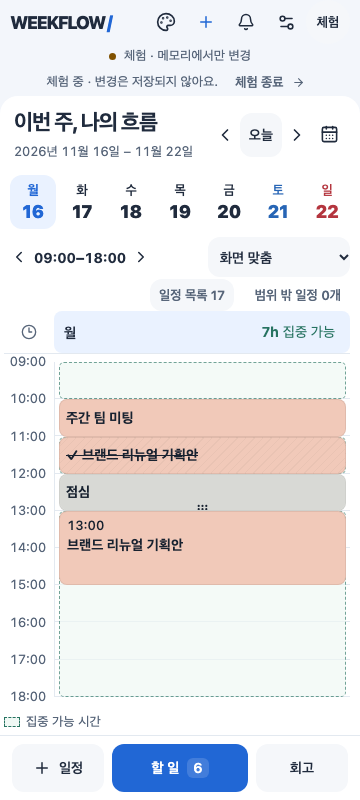 WEEKFLOW/ 체험
체험 · 메모리에서만 변경
체험 중 · 변경은 저장되지 않아요. 체험 종료 →
이번 주, 나의 흐름
오늘
2026년 11월 16일 – 11월 22일
월 화 수 목 금 토 일
16 17 18 19 20 21 22
09:00–18:00 화면 맞춤
일정 목록 17 범위 밖 일정 0개
월 7h 집중 가능
09:00
10:00
주간 팀 미팅
11:00
✓ 브랜드 리뉴얼 기획안
12:00
점심
13:00
13:00
브랜드 리뉴얼 기획안
14:00
15:00
16:00
17:00
18:00
집중 가능 시간
+ 일정 할 일 6 회고